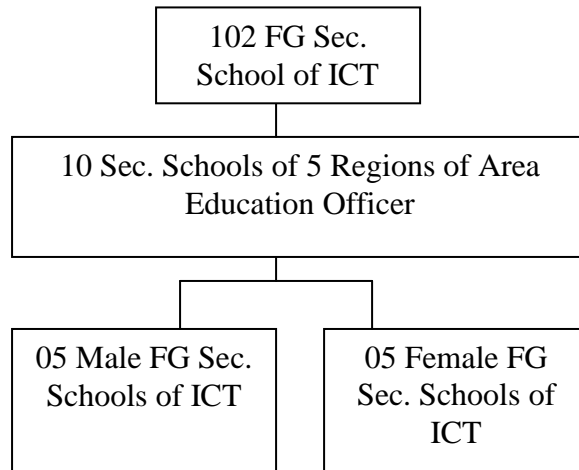 102 FG Sec.
School of ICT
10 Sec. Schools of 5 Regions of Area
Education Officer
05 Male FG Sec.
Schools of ICT
05 Female FG
Sec. Schools of
ICT